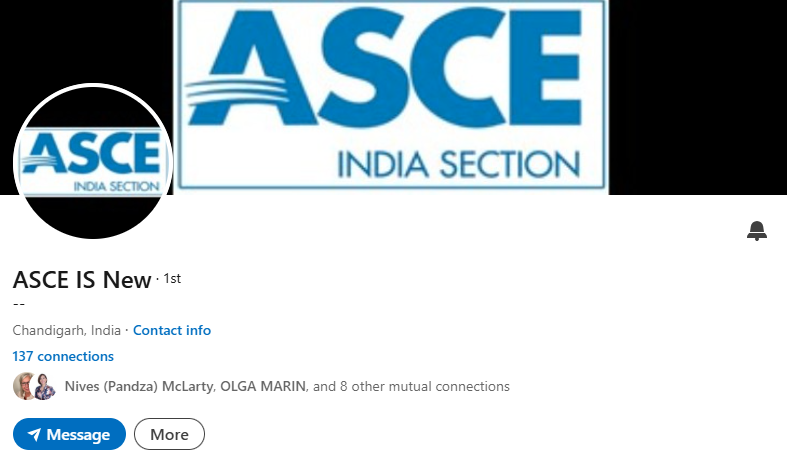 ASCE
INDIA SECTION
ASCE
INDIA SECTION
ASCE IS New · 1st
--
Chandigarh, India · Contact info
137 connections
Nives (Pandza) McLarty, OLGA MARIN, and 8 other mutual connections
Message
More